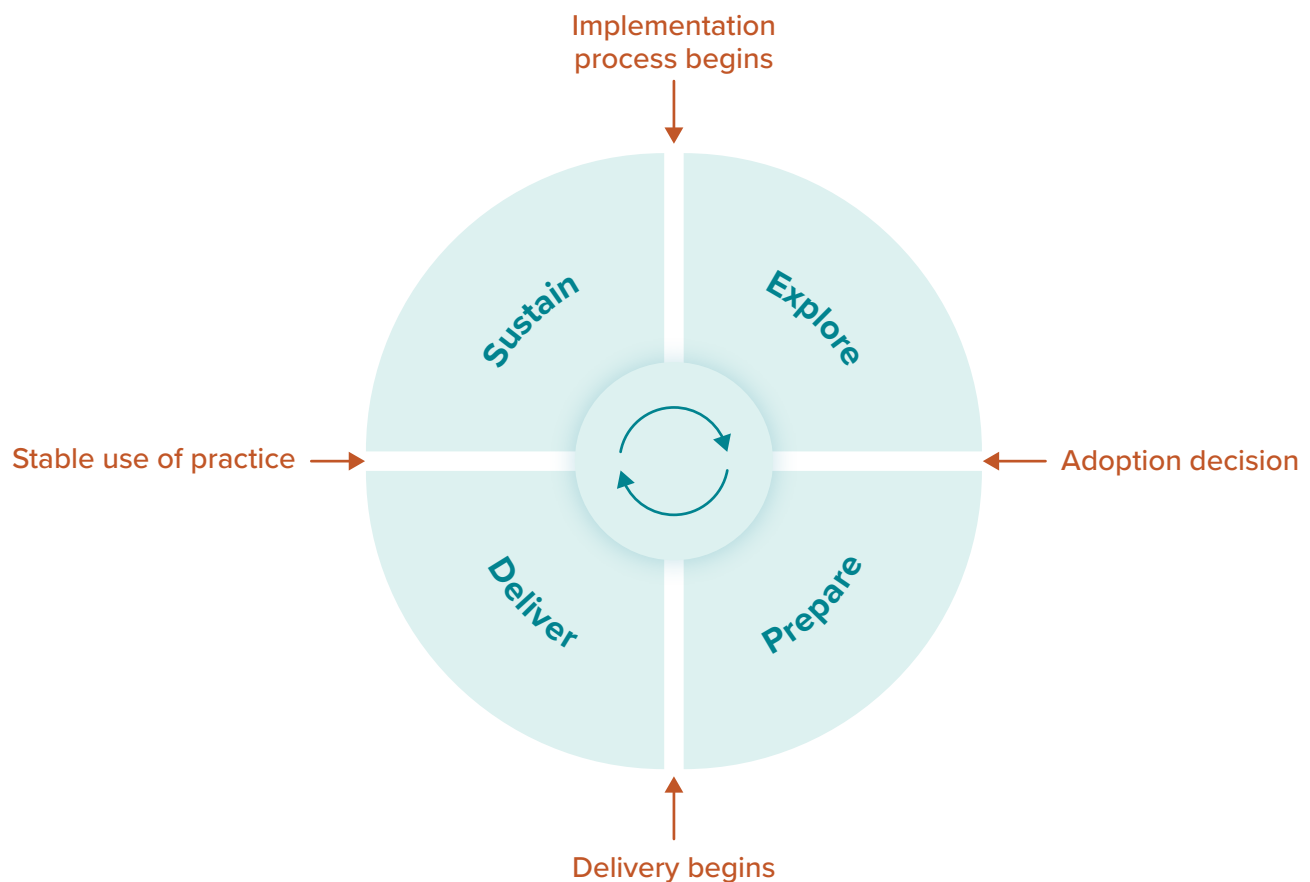 Implementation
process begins
Sustain
Explore
Stable use of practice
Adoption decision
Deliver
Prepare
Delivery begins